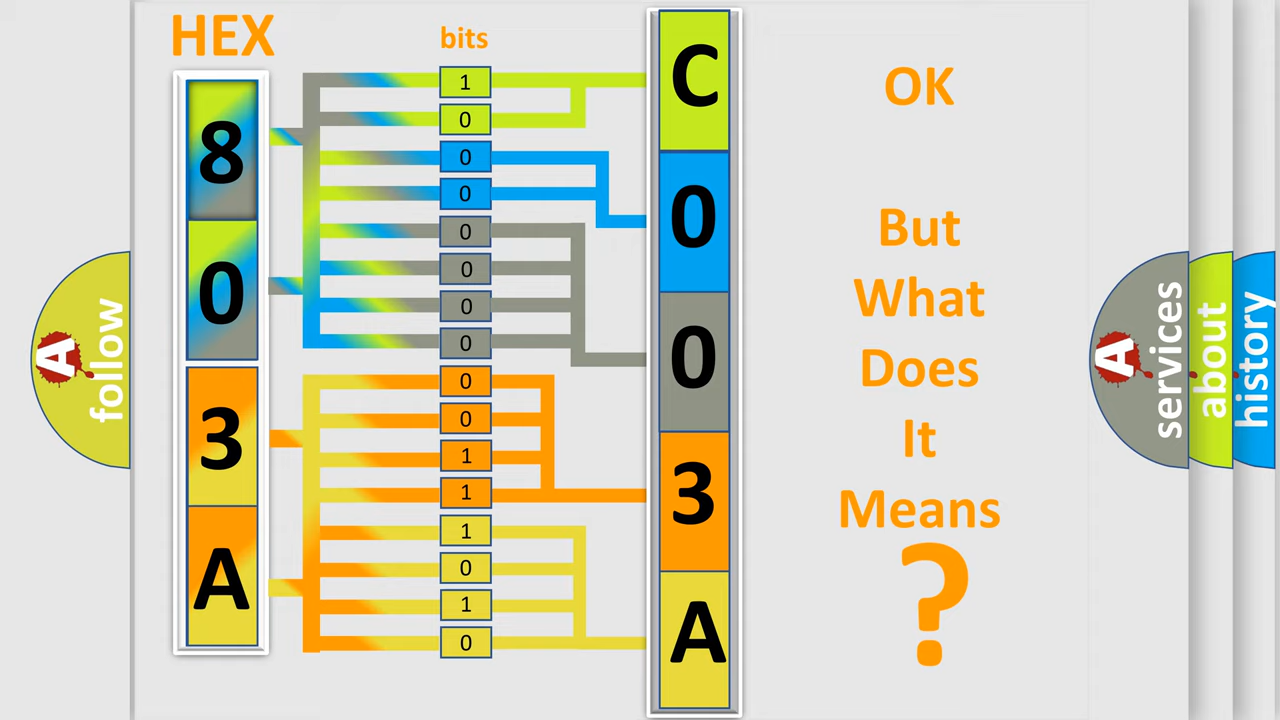 HEX
bits
8
0
3
A
1
0
0
0
0
0
0
0
0
0
1
1
1
0
1
0
C
0
0
3
A
OK
But
What
Does
It
Means
?
A
follow
A
services
about
history